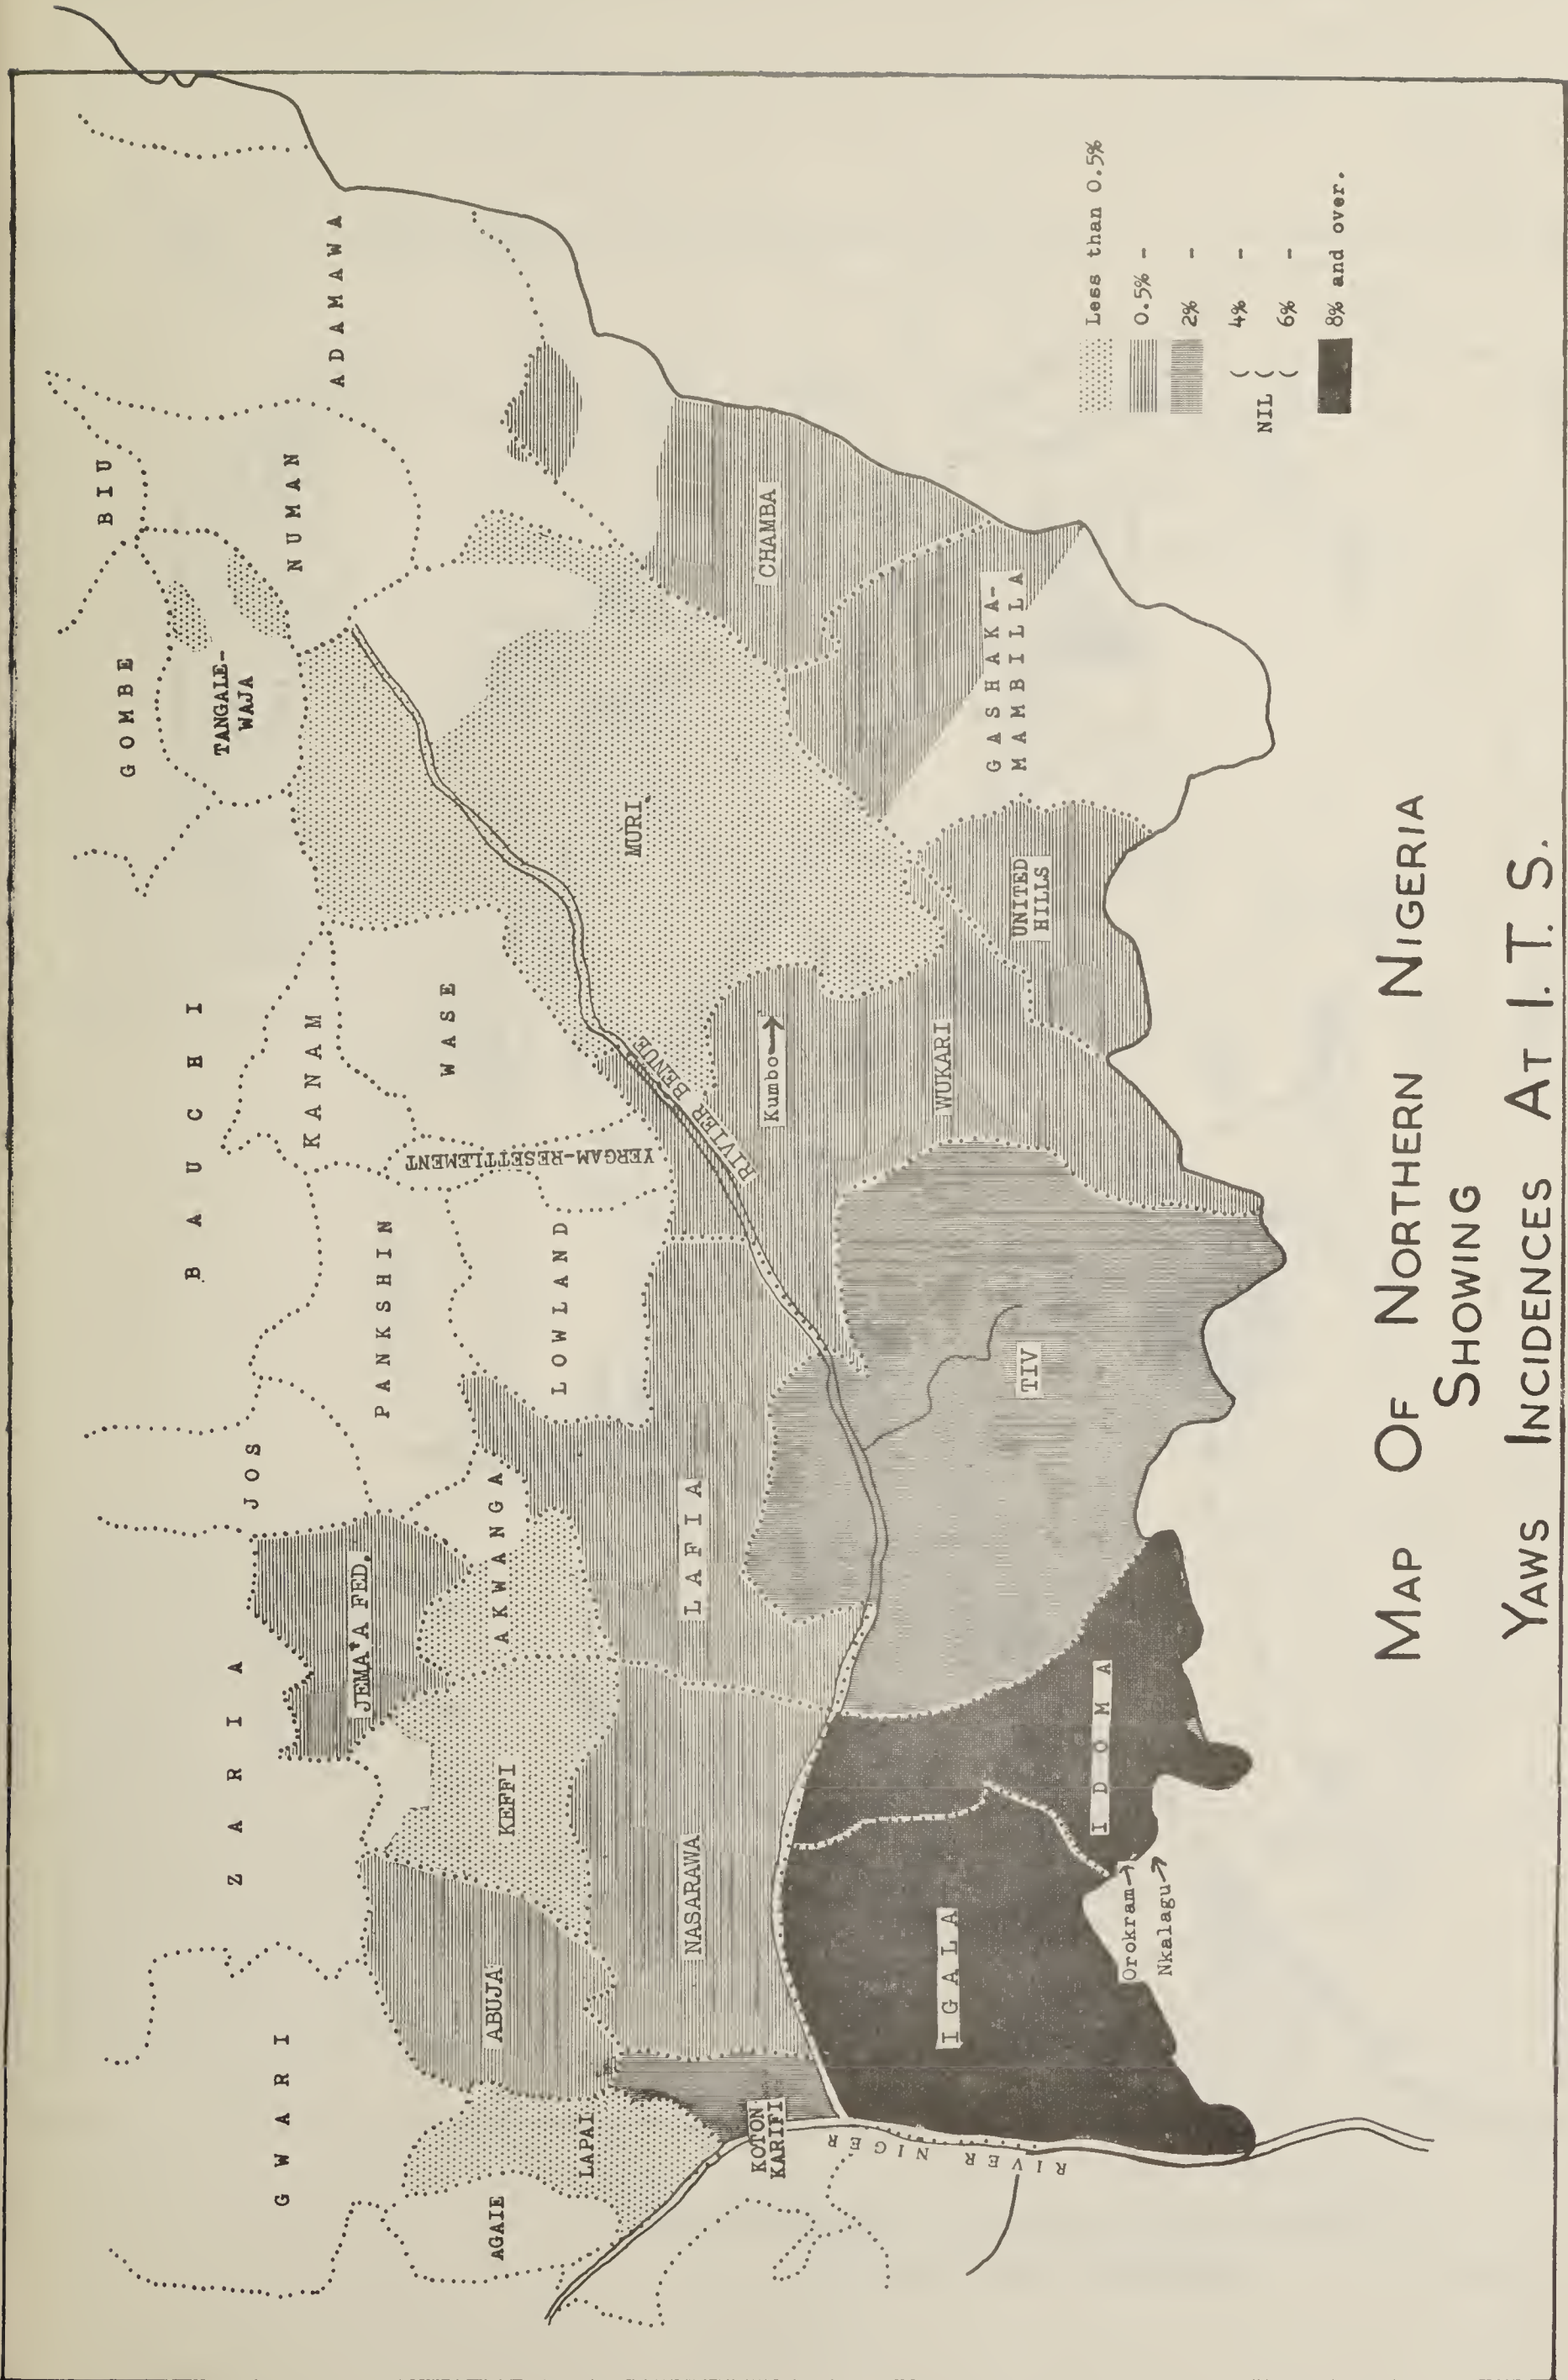 MAP OF NORTHERN NIGERIA
SHOWING
YAWS INCIDENCES AT I.T.S.
Less than 0.5%
0.5% -
2% -
4% -
NIL
6% -
8% and over.
GWARI
ZARIA
BAUCHI
GOMBE
BIU
NUMAN
ADAMAWA
TANGALE-
WAJA
JOS
KANAM
PANKSHIN
WASE
YERGAM-RESETTLEMENT
LOWLAND
AKWANGA
JEMA'A FED.
AGAIE
LAPAI
ABUJA
KEFFI
KOTON
KARIFI
NASARAWA
LAFIA
MURI
CHAMBA
GASHAKA-
MAMBILLA
UNITED
HILLS
WUKARI
Kumbo
RIVIER BENUE
TIV
IDOMA
IGALA
Orokram
Nkalagu
RIVER NIGER